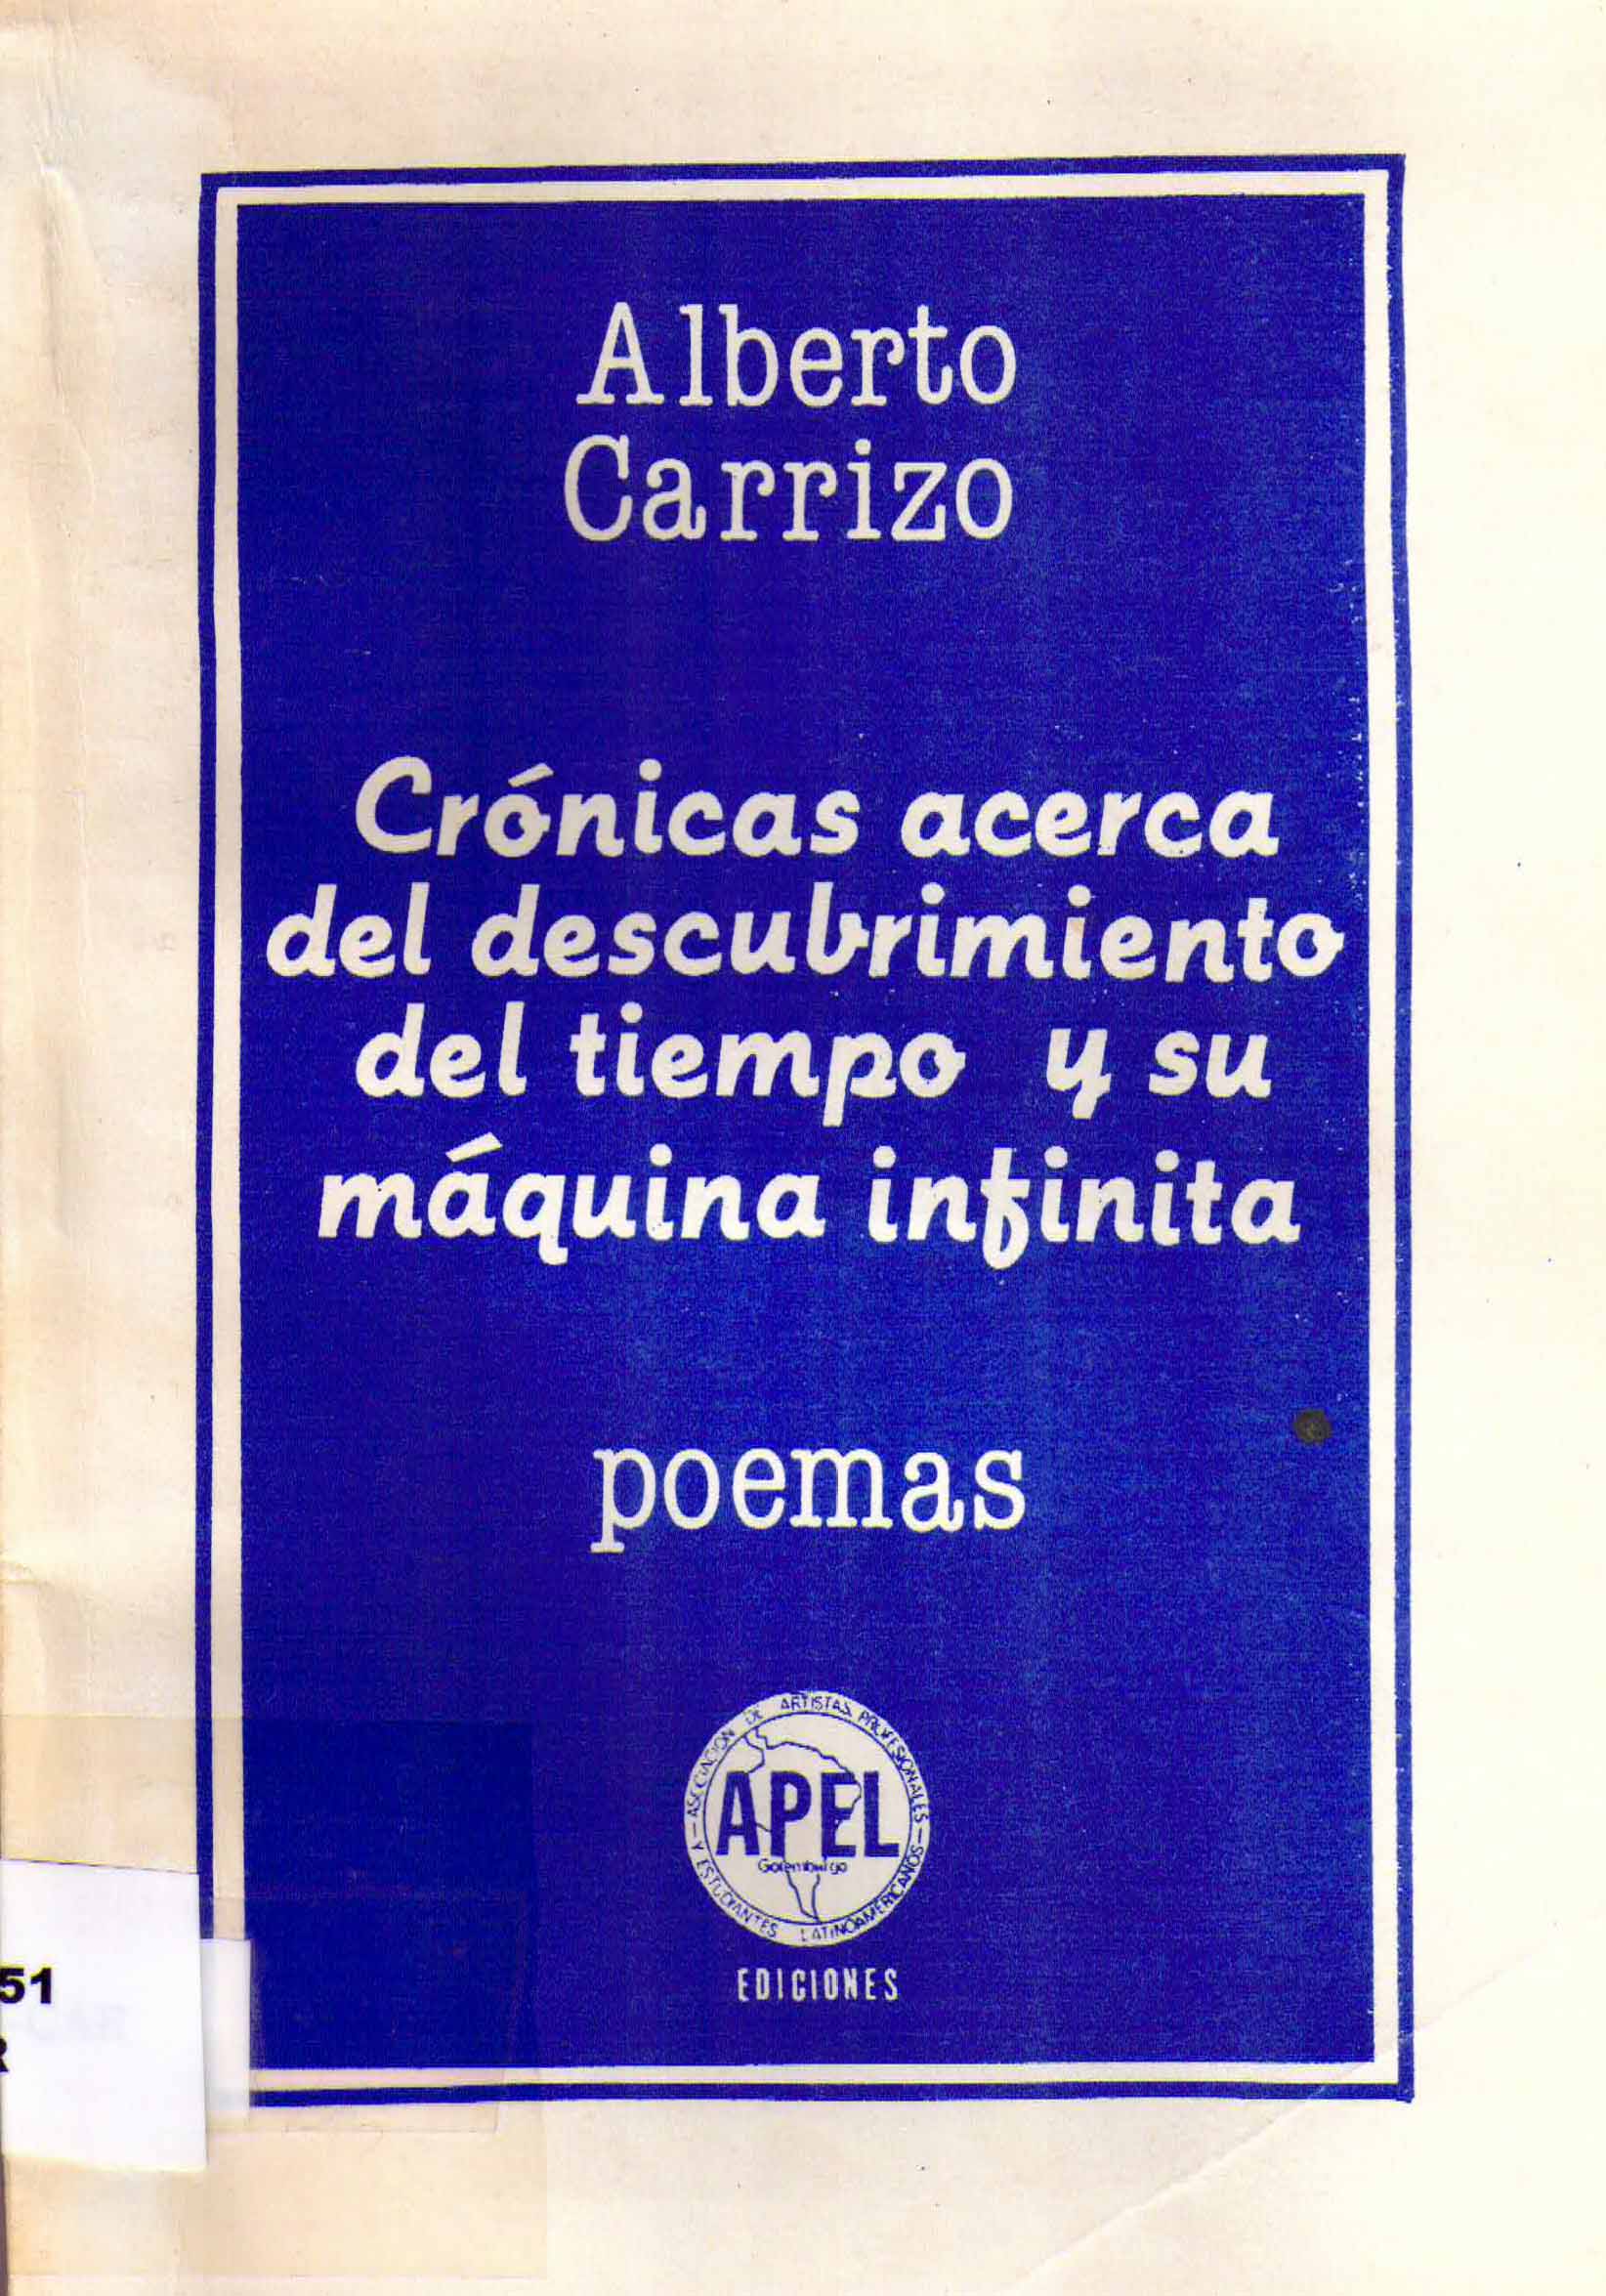 Alberto
Carrizo
Crónicas acerca
del descubrimiento
del tiempo y su
máquina infinita
poemas
ASOCIACION DE ARTISTAS PROFESIONALES
Y ESTUDIANTES LATINOAMERICANOS
APEL
Gotemburgo
EDICIONES
51